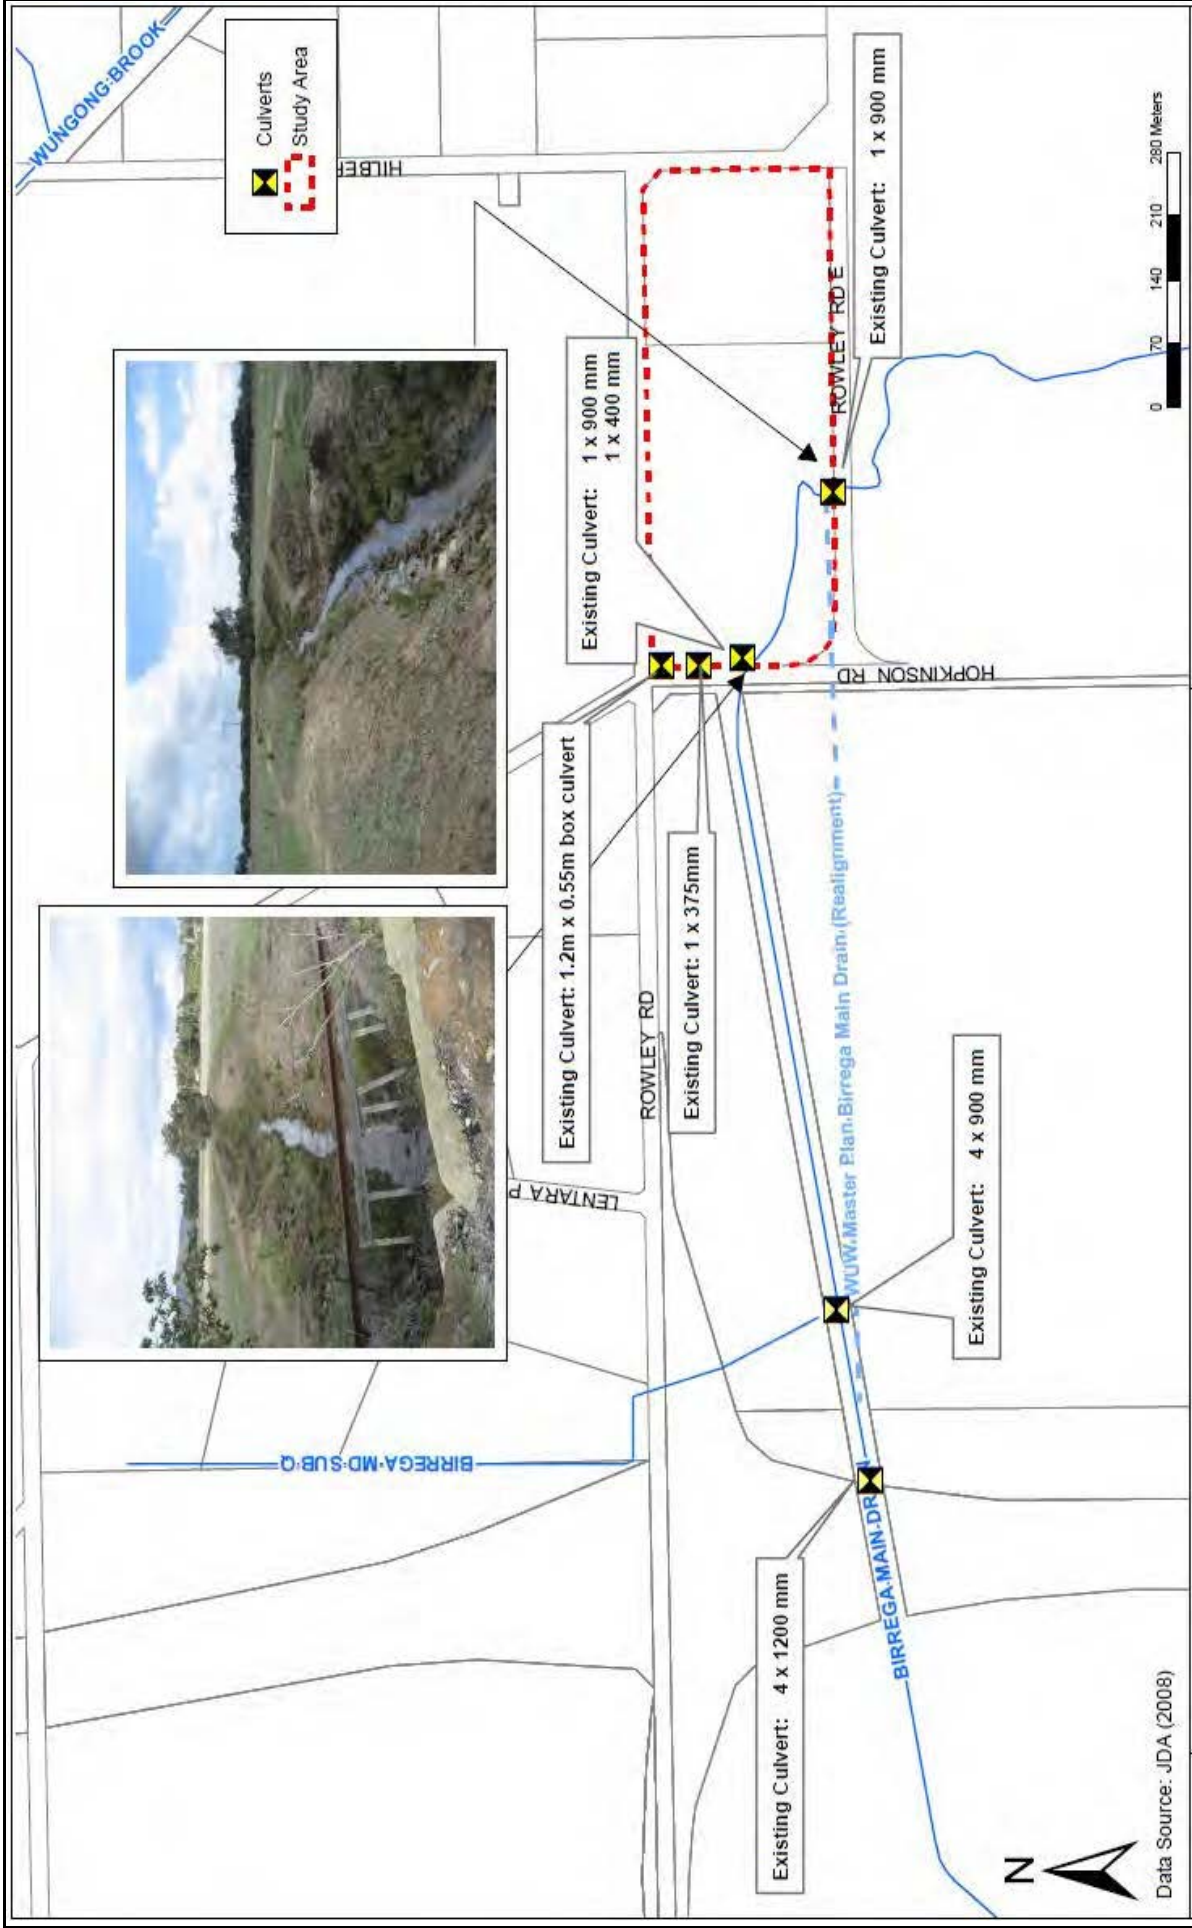 WUNGONG BROOK
Culverts
Study Area
HILBER
Existing Culvert: 1 x 900 mm
1 x 400 mm
ROWLEY RD E
Existing Culvert: 1 x 900 mm
HOPKINSON RD
Existing Culvert: 1.2m x 0.55m box culvert
Existing Culvert: 1 x 375mm
ROWLEY RD
LENTARA P
WUW Master Plan Birrega Main Drain (Realignment)
Existing Culvert: 4 x 900 mm
BIRREGA MD SUB Q
BIRREGA MAIN DR
Existing Culvert: 4 x 1200 mm
0 70 140 210 280 Meters
N
Data Source: JDA (2008)